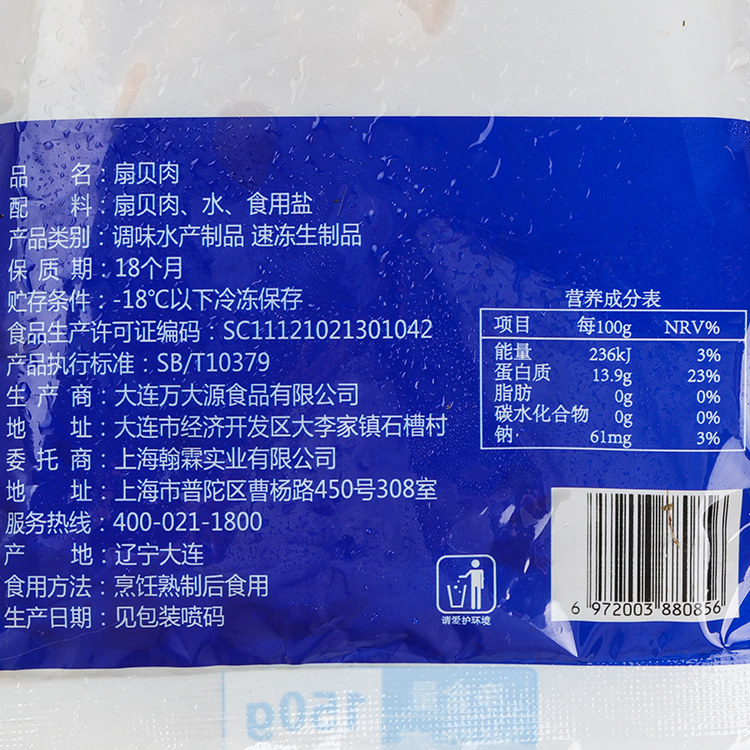 品 名：扇贝肉
配 料：扇贝肉、水、食用盐
产品类别：调味水产制品 速冻生制品
保 质 期：18个月
贮存条件：-18℃以下冷冻保存
食品生产许可证编码：SC11121021301042
产品执行标准：SB/T10379
生 产 商：大连万大源食品有限公司
地 址：大连市经济开发区大李家镇石槽村
委 托 商：上海翰霖实业有限公司
地 址：上海市普陀区曹杨路450号308室
服务热线：400-021-1800
产 地：辽宁大连
食用方法：烹饪熟制后食用
生产日期：见包装喷码
营养成分表
项目 每100g NRV%
能量 236kJ 3%
蛋白质 13.9g 23%
脂肪 0g 0%
碳水化合物 0g 0%
钠 61mg 3%
请爱护环境
6 972003 880856
净含量 150g